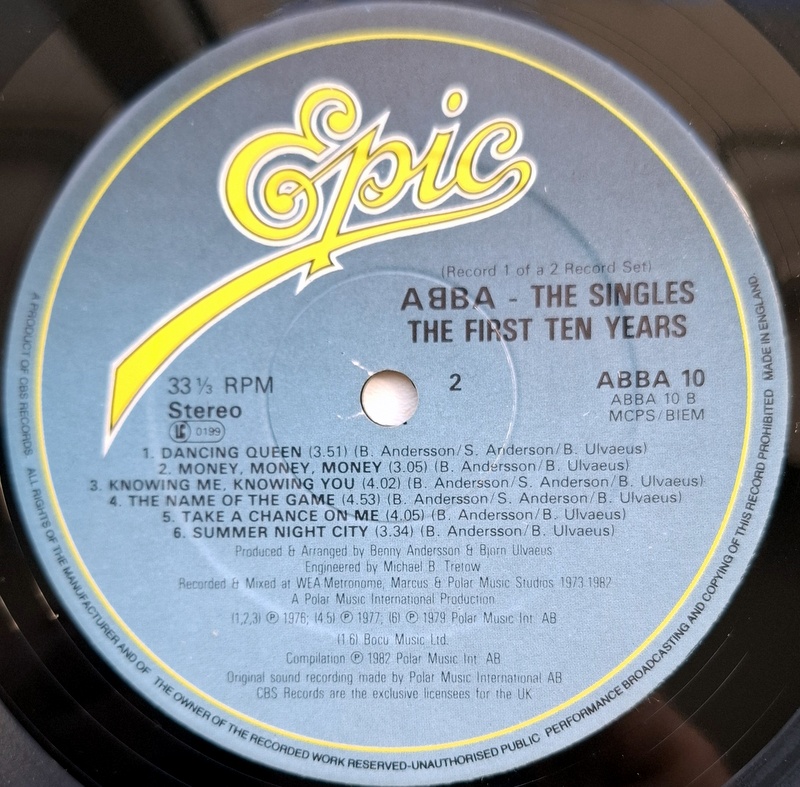 Epic
(Record 1 of a 2 Record Set)
ABBA - THE SINGLES
THE FIRST TEN YEARS
33 ⅓ RPM
Stereo
LC 0199
2
ABBA 10
ABBA 10 B
MCPS/BIEM
1. DANCING QUEEN (3.51) (B. Andersson/S. Anderson/B. Ulvaeus)
2. MONEY, MONEY, MONEY (3.05) (B. Andersson/B. Ulvaeus)
3. KNOWING ME, KNOWING YOU (4.02) (B. Andersson/S. Anderson/B. Ulvaeus)
4. THE NAME OF THE GAME (4.53) (B. Andersson/S. Anderson/B. Ulvaeus)
5. TAKE A CHANCE ON ME (4.05) (B. Andersson/B. Ulvaeus)
6. SUMMER NIGHT CITY (3.34) (B. Andersson/B. Ulvaeus)
Produced & Arranged by Benny Andersson & Bjorn Ulvaeus
Engineered by Michael B. Tretow
Recorded & Mixed at WEA Metronome, Marcus & Polar Music Studios 1973.1982
A Polar Music International Production
(1,2,3) ℗ 1976; (4 5) ℗ 1977; (6) ℗ 1979 Polar Music Int. AB
(1 6) Bocu Music Ltd.
Compilation ℗ 1982 Polar Music Int. AB
Original sound recording made by Polar Music International AB
CBS Records are the exclusive licensees for the UK
A PRODUCT OF CBS RECORDS ALL RIGHTS OF THE MANUFACTURER AND OF THE OWNER OF THE RECORDED WORK RESERVED-UNAUTHORISED PUBLIC PERFORMANCE BROADCASTING AND COPYING OF THIS RECORD PROHIBITED MADE IN ENGLAND.